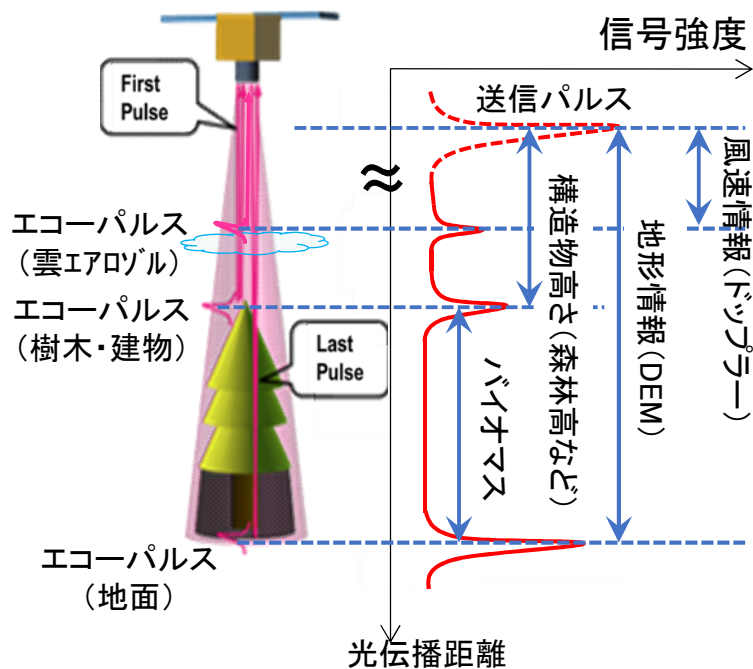 信号強度
First
Pulse
送信パルス
エコーパルス
（雲エアロゾル）
エコーパルス
（樹木・建物）
Last
Pulse
エコーパルス
（地面）
バイオマス
構造物高さ（森林高など）
地形情報（DEM）
風速情報（ドップラー）
≈
光伝播距離